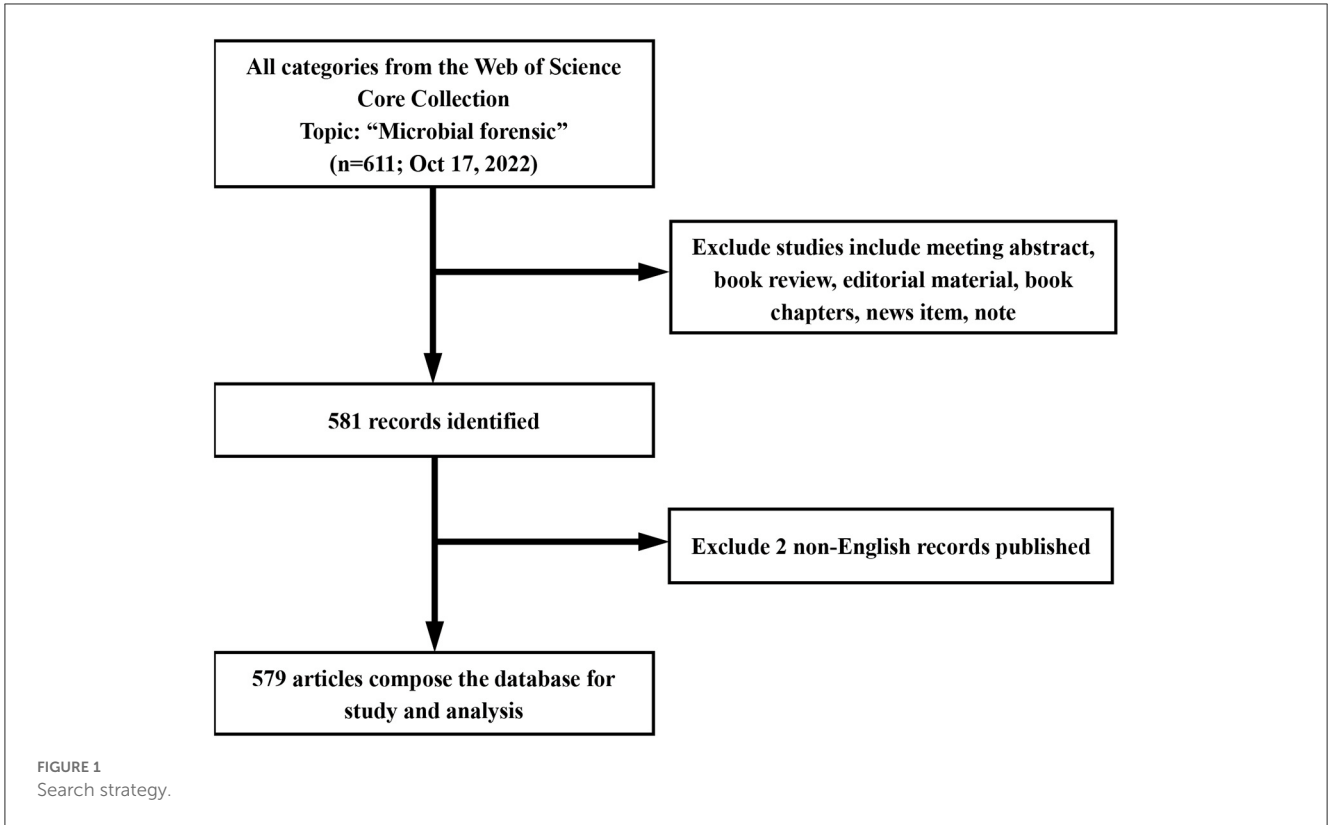 All categories from the Web of Science
Core Collection
Topic: “Microbial forensic”
(n=611; Oct 17, 2022)
Exclude studies include meeting abstract,
book review, editorial material, book
chapters, news item, note
581 records identified
Exclude 2 non-English records published
579 articles compose the database for
study and analysis
FIGURE 1
Search strategy.